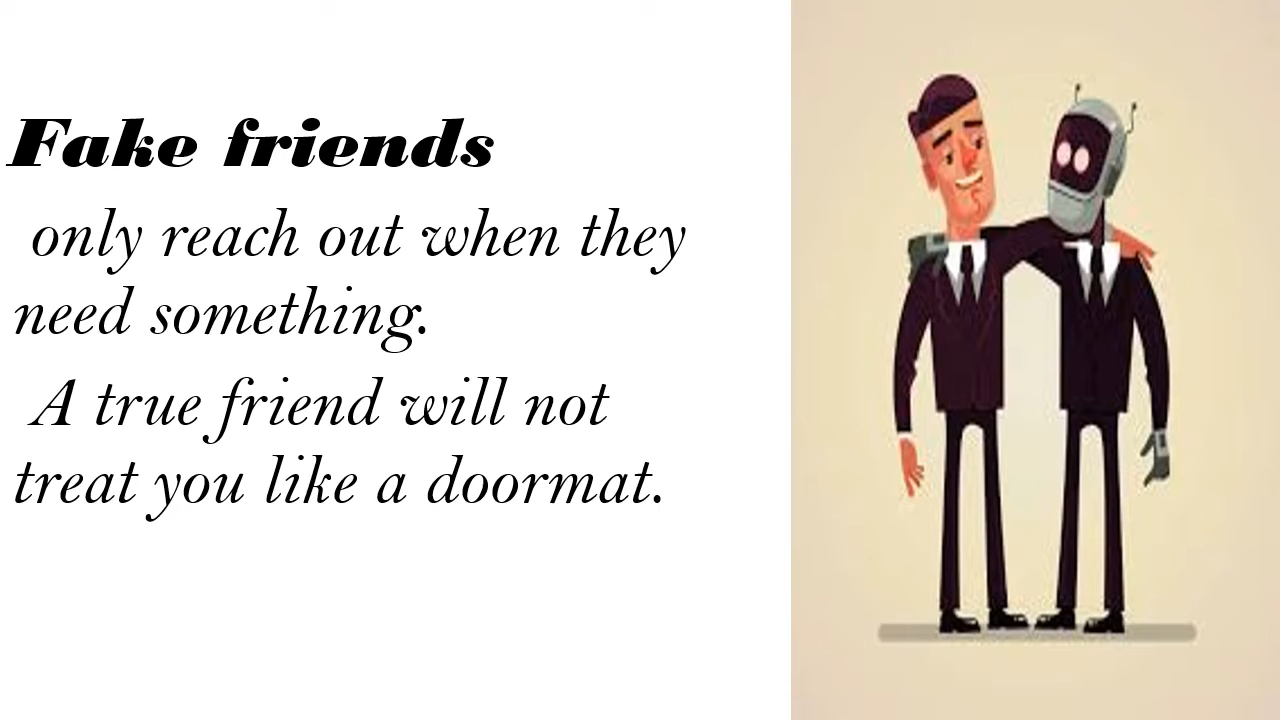 Fake friends
only reach out when they
need something.
A true friend will not
treat you like a doormat.